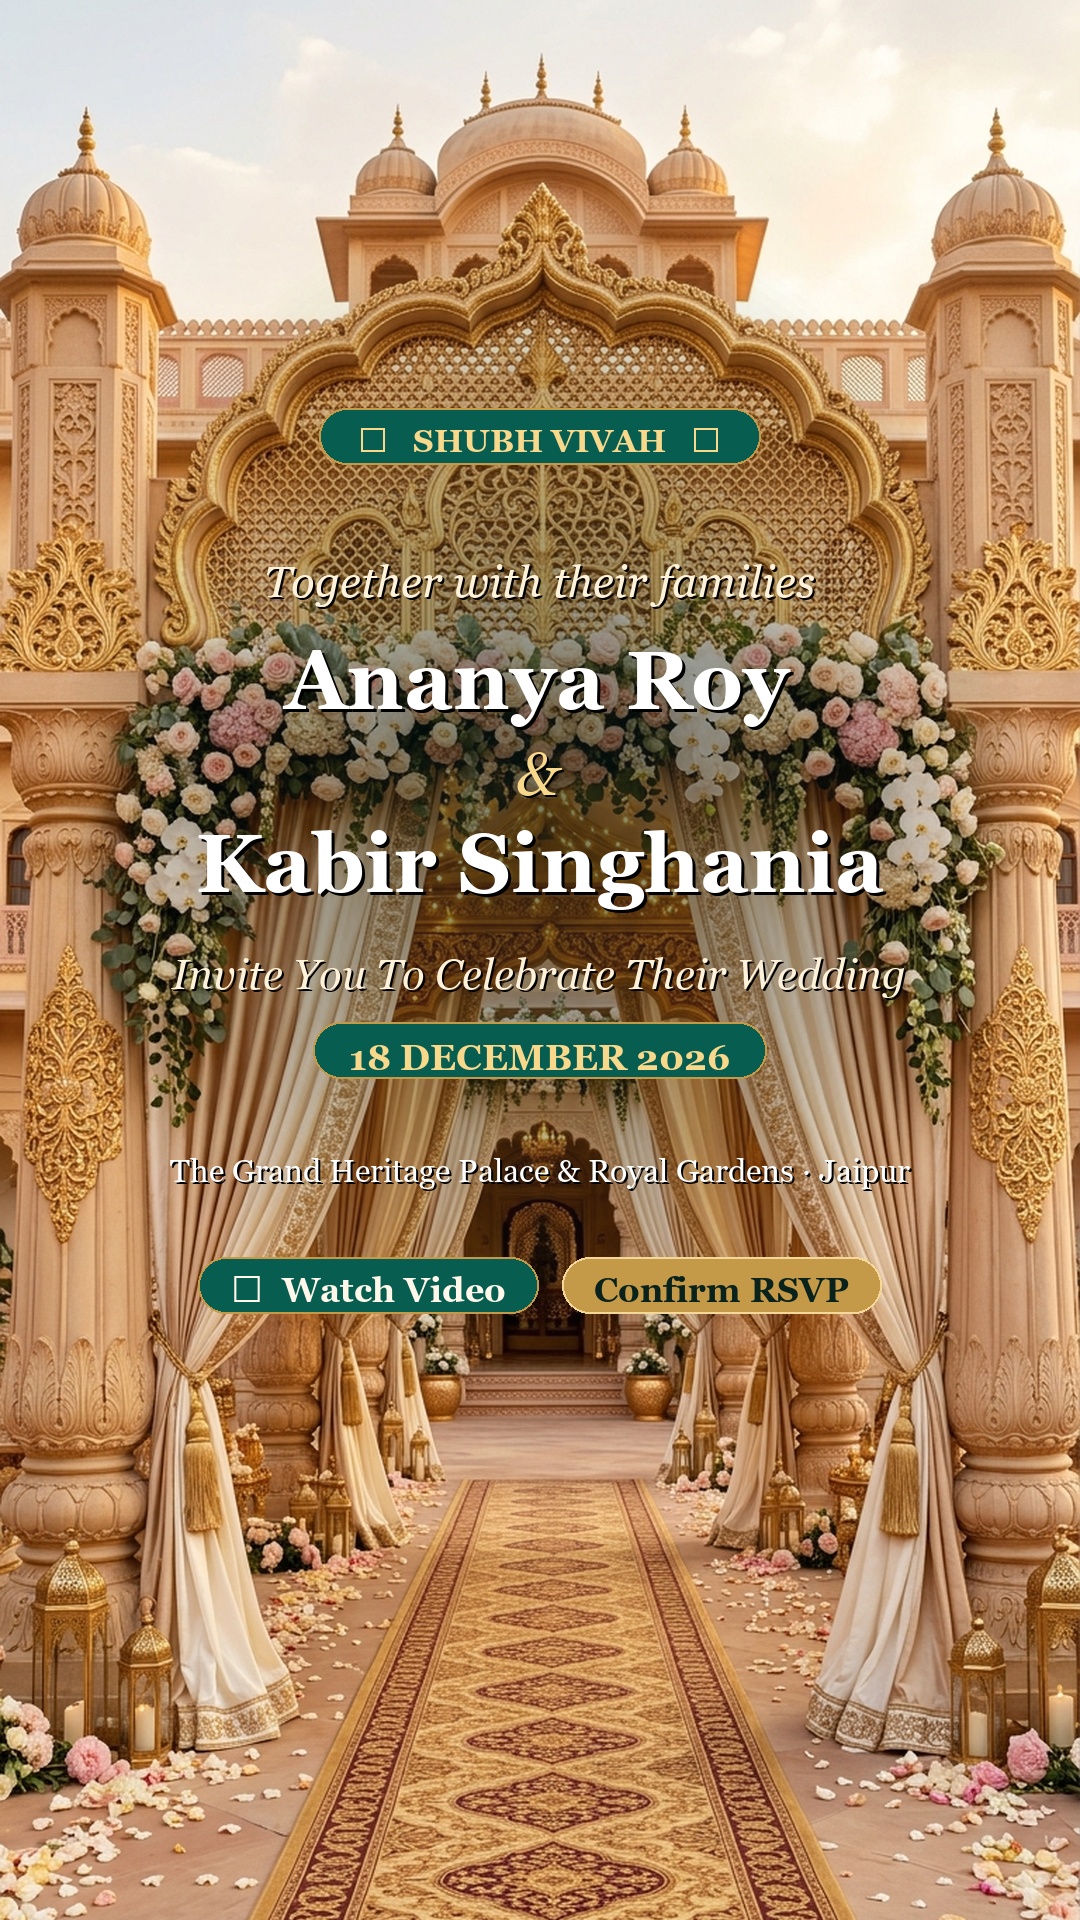 SHUBH VIVAH
Together with their families
Ananya Roy
&
Kabir Singhania
Invite You To Celebrate Their Wedding
18 DECEMBER 2026
The Grand Heritage Palace & Royal Gardens · Jaipur
Watch Video
Confirm RSVP